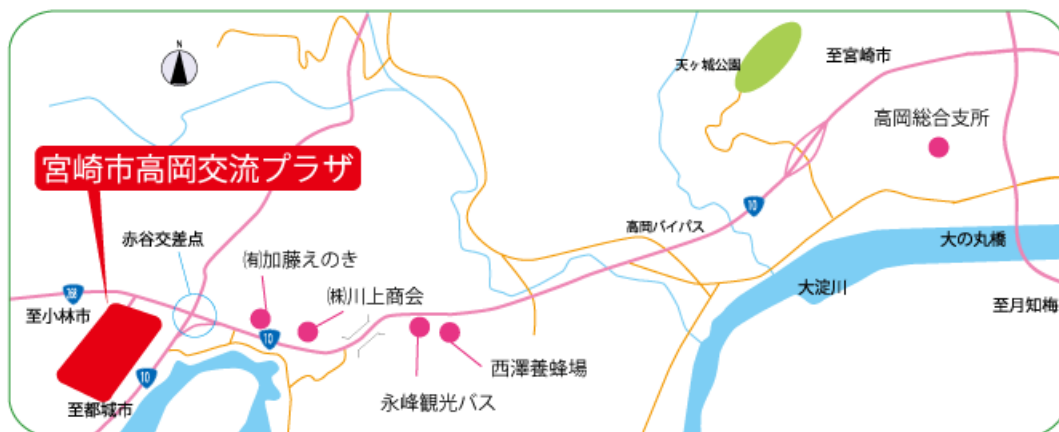 N
天ヶ城公園
至宮崎市
高岡総合支所
宮崎市高岡交流プラザ
10
高岡バイパス
赤谷交差点
大の丸橋
㈲加藤えのき
大淀川
㈱川上商会
268
至小林市
至月知梅
10
西澤養蜂場
10
永峰観光バス
至都城市